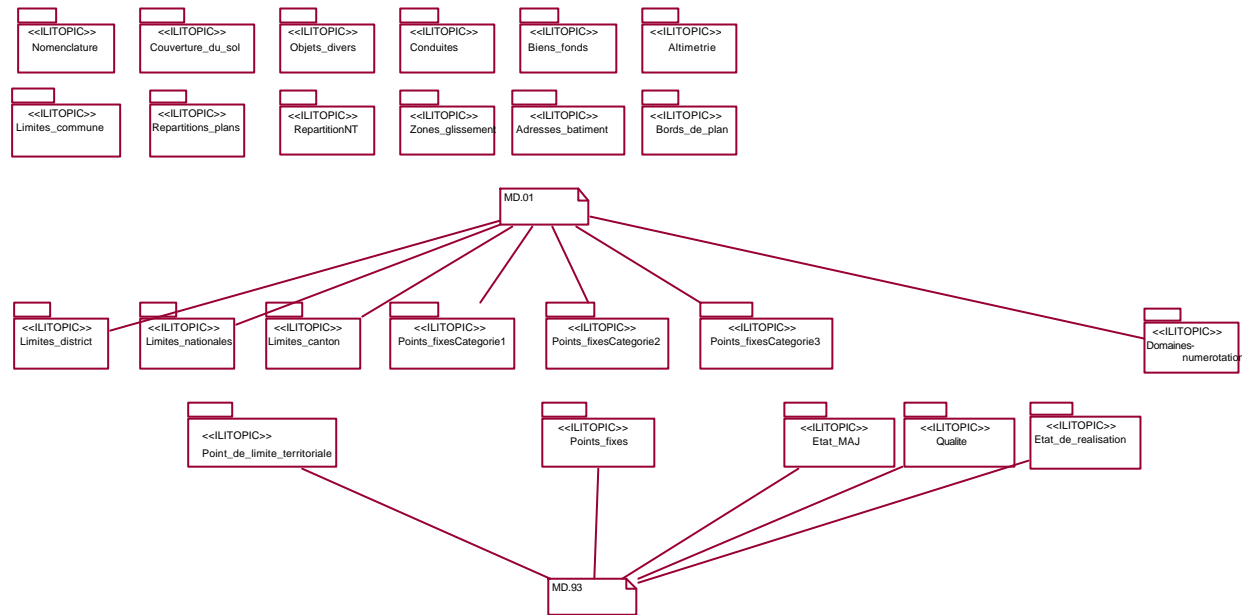 <<ILITOPIC>>
Nomenclature
<<ILITOPIC>>
Couverture_du_sol
<<ILITOPIC>>
Objets_divers
<<ILITOPIC>>
Conduites
<<ILITOPIC>>
Biens_fonds
<<ILITOPIC>>
Altimetrie
<<ILITOPIC>>
Limites_commune
<<ILITOPIC>>
Repartitions_plans
<<ILITOPIC>>
RepartitionNT
<<ILITOPIC>>
Zones_glissement
<<ILITOPIC>>
Adresses_batiment
<<ILITOPIC>>
Bords_de_plan
MD.01
<<ILITOPIC>>
Limites_district
<<ILITOPIC>>
Limites_nationales
<<ILITOPIC>>
Limites_canton
<<ILITOPIC>>
Points_fixesCategorie1
<<ILITOPIC>>
Points_fixesCategorie2
<<ILITOPIC>>
Points_fixesCategorie3
<<ILITOPIC>>
Domaines-
numerotation
<<ILITOPIC>>
Point_de_limite_territoriale
<<ILITOPIC>>
Points_fixes
<<ILITOPIC>>
Etat_MAJ
<<ILITOPIC>>
Qualite
<<ILITOPIC>>
Etat_de_realisation
MD.93